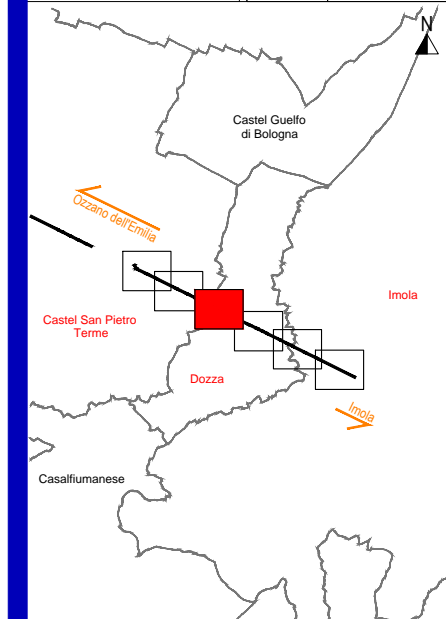 N
Castel Guelfo
di Bologna
Ozzano dell'Emilia
Imola
Castel San Pietro
Terme
Dozza
Imola
Casalfiumanese